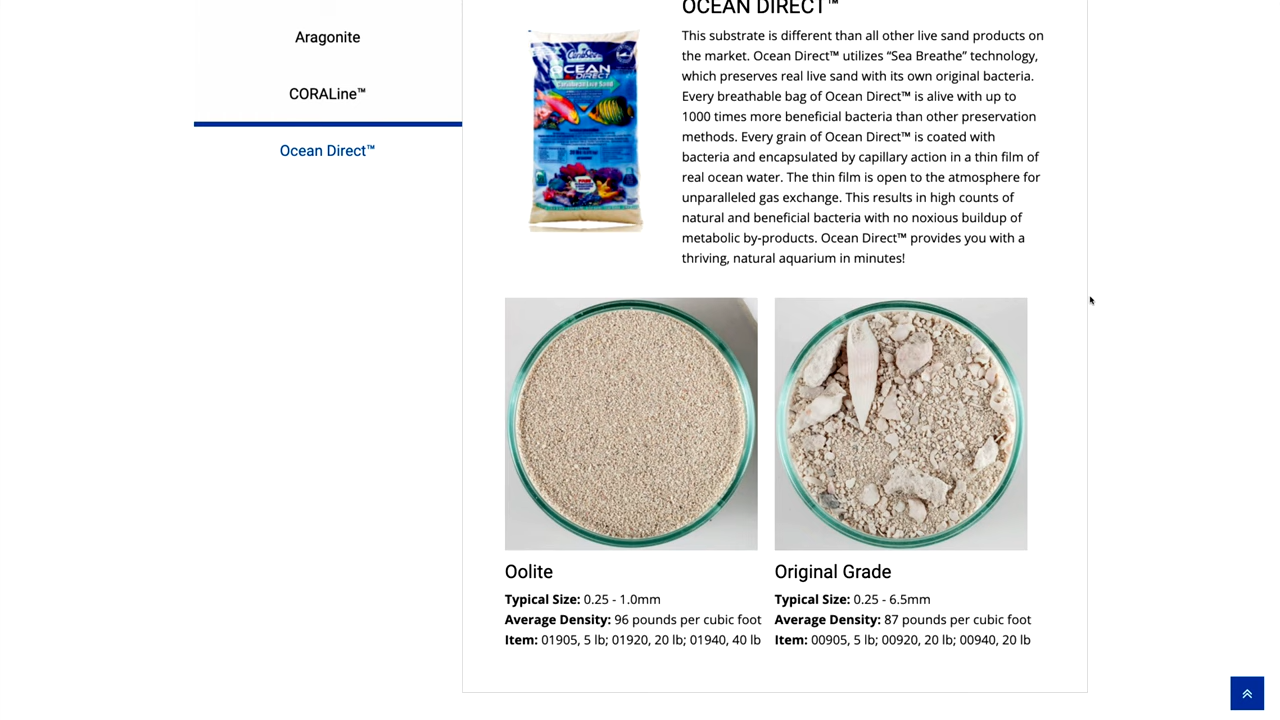 Aragonite
CORALine™
Ocean Direct™
OCEAN DIRECT™
This substrate is different than all other live sand products on
the market. Ocean Direct™ utilizes “Sea Breathe” technology,
which preserves real live sand with its own original bacteria.
Every breathable bag of Ocean Direct™ is alive with up to
1000 times more beneficial bacteria than other preservation
methods. Every grain of Ocean Direct™ is coated with
bacteria and encapsulated by capillary action in a thin film of
real ocean water. The thin film is open to the atmosphere for
unparalleled gas exchange. This results in high counts of
natural and beneficial bacteria with no noxious buildup of
metabolic by-products. Ocean Direct™ provides you with a
thriving, natural aquarium in minutes!
OCEAN
DIRECT
Oolite
Typical Size: 0.25 - 1.0mm
Average Density: 96 pounds per cubic foot
Item: 01905, 5 lb; 01920, 20 lb; 01940, 40 lb
Original Grade
Typical Size: 0.25 - 6.5mm
Average Density: 87 pounds per cubic foot
Item: 00905, 5 lb; 00920, 20 lb; 00940, 20 lb